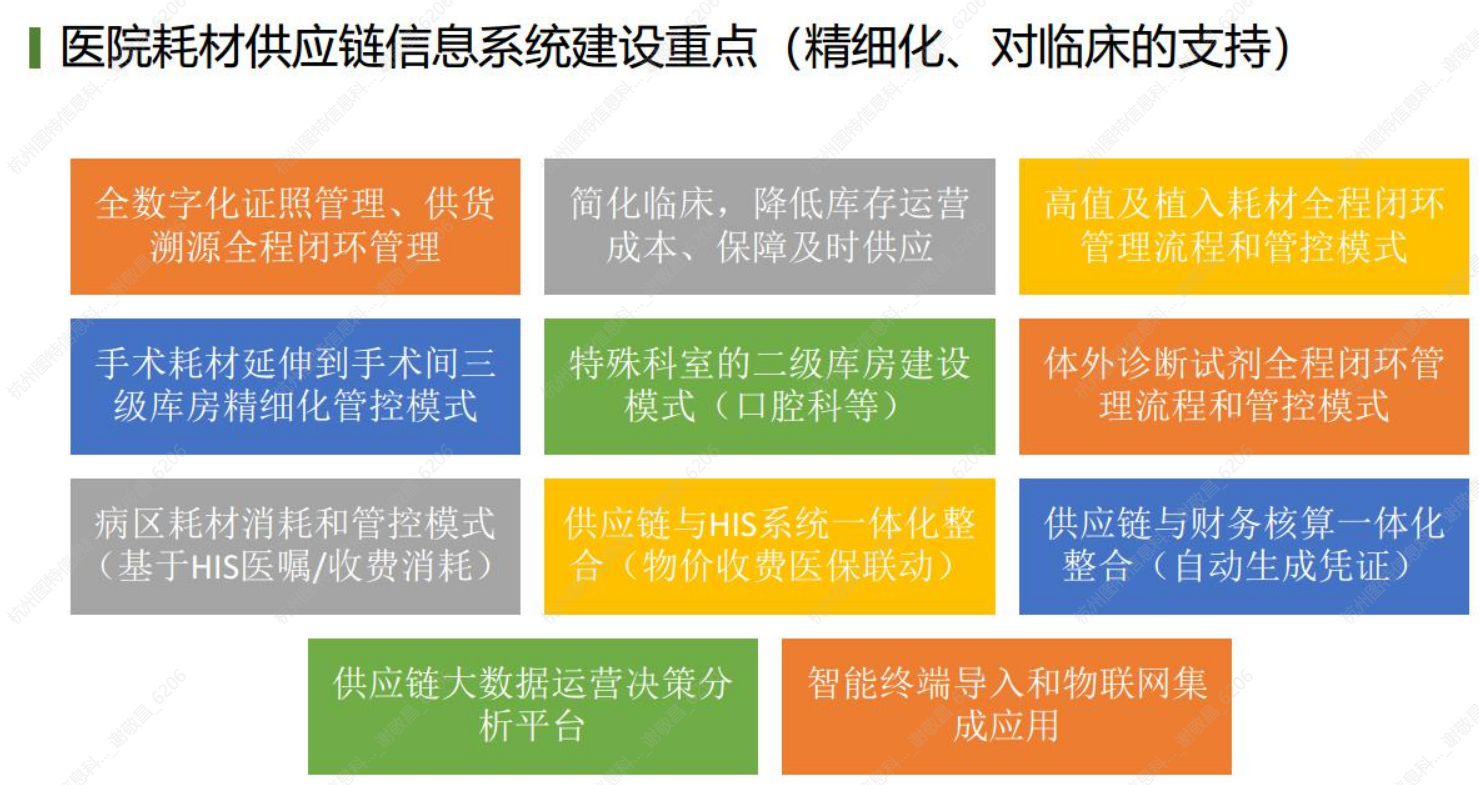 医院耗材供应链信息系统建设重点（精细化、对临床的支持）
全数字化证照管理、供货
溯源全程闭环管理
简化临床，降低库存运营
成本、保障及时供应
高值及植入耗材全程闭环
管理流程和管控模式
手术耗材延伸到手术间三
级库房精细化管控模式
特殊科室的二级库房建设
模式（口腔科等）
体外诊断试剂全程闭环管
理流程和管控模式
病区耗材消耗和管控模式
（基于HIS医嘱/收费消耗）
供应链与HIS系统一体化整
合（物价收费医保联动）
供应链与财务核算一体化
整合（自动生成凭证）
供应链大数据运营决策分
析平台
智能终端导入和物联网集
成应用